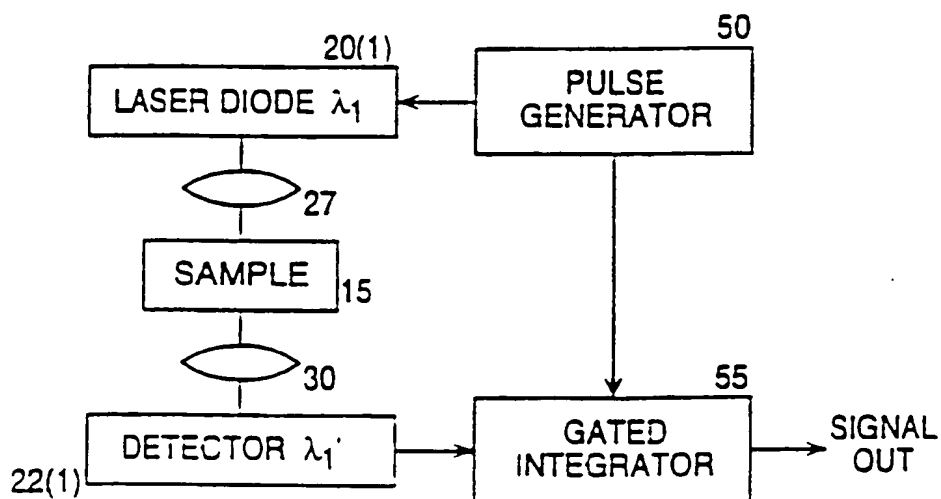 20(1)
LASER DIODE λ1
50
PULSE
GENERATOR
27
SAMPLE
15
30
DETECTOR λ1'
22(1)
55
GATED
INTEGRATOR
SIGNAL
OUT